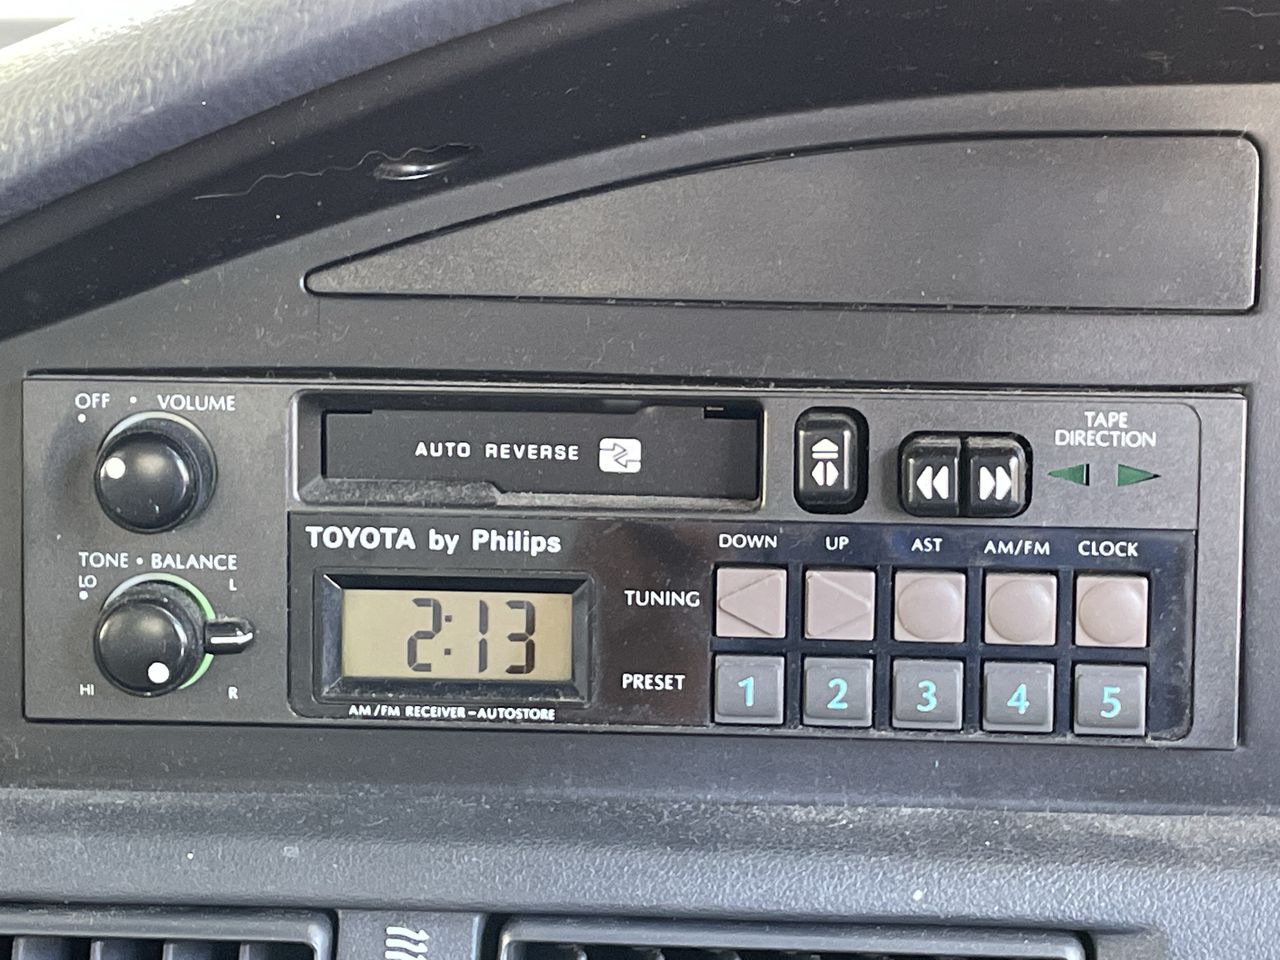 OFF • VOLUME
AUTO REVERSE
TAPE
DIRECTION
TONE • BALANCE
LO
L
HI
R
TOYOTA by Philips
2:13
AM/FM RECEIVER-AUTOSTORE
DOWN UP AST AM/FM CLOCK
TUNING
PRESET
1 2 3 4 5